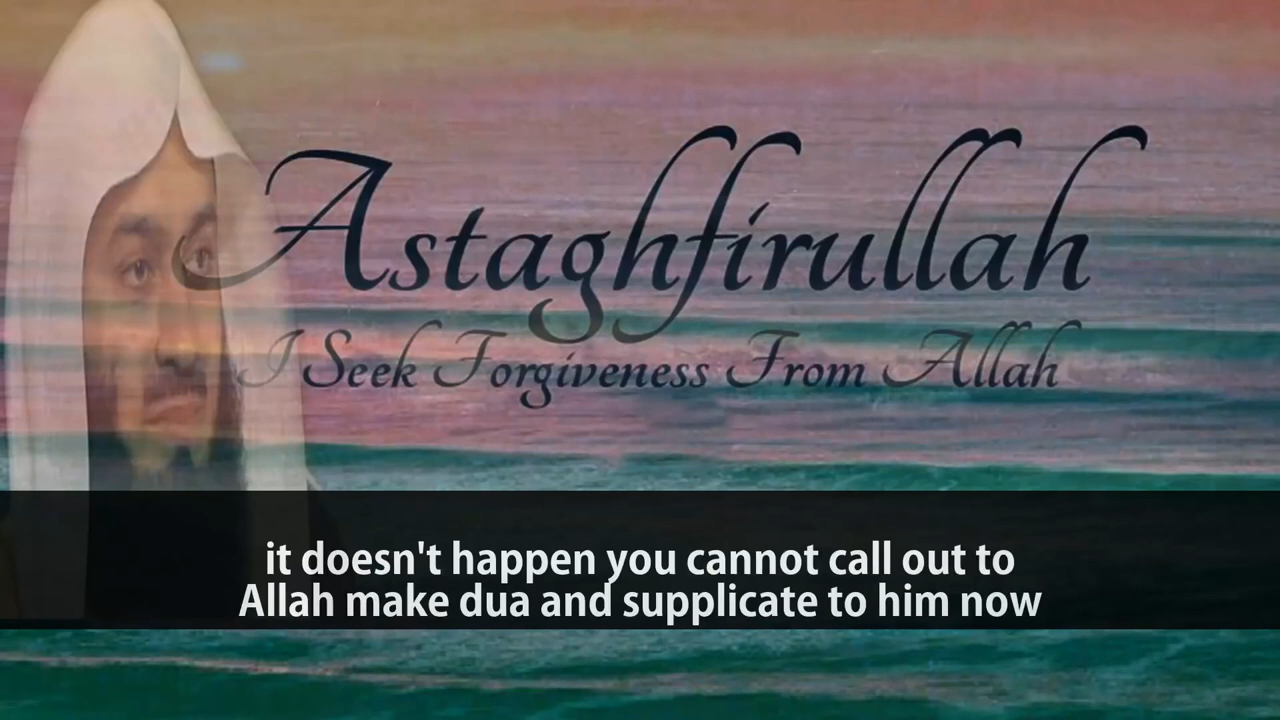 Astaghfirullah
I Seek Forgiveness From Allah
it doesn't happen you cannot call out to
Allah make dua and supplicate to him now